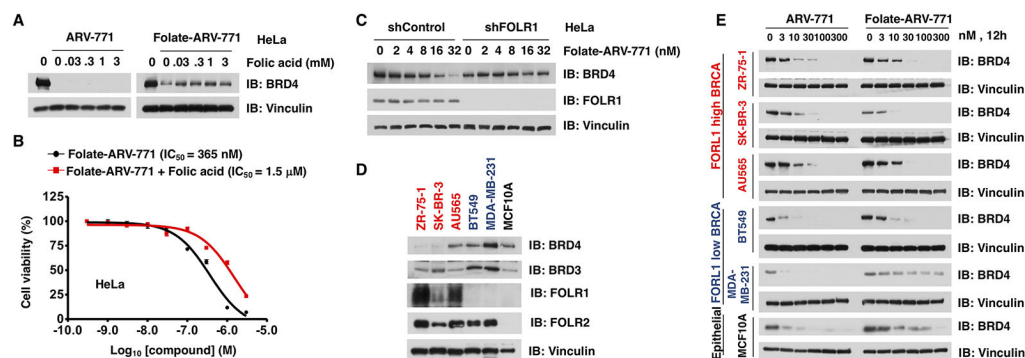 A
ARV-771 Folate-ARV-771 HeLa
0 0 .03 .3 1 3 0 0 .03 .3 1 3 Folic acid (mM)
IB: BRD4
IB: Vinculin
B
Folate-ARV-771 (IC50 = 365 nM)
Folate-ARV-771 + Folic acid (IC50 = 1.5 μM)
Cell viability (%)
125
100
75
50
25
0
HeLa
-10.0 -9.0 -8.0 -7.0 -6.0 -5.0
Log10 [compound] (M)
C
shControl shFOLR1 HeLa
0 2 4 8 16 32 0 2 4 8 16 32 Folate-ARV-771 (nM)
IB: BRD4
IB: FOLR1
IB: Vinculin
D
ZR-75-1
SK-BR-3
AU565
BT549
MDA-MB-231
MCF10A
IB: BRD4
IB: BRD3
IB: FOLR1
IB: FOLR2
IB: Vinculin
E
ARV-771 Folate-ARV-771
0 3 10 30 100 300 0 3 10 30 100 300 nM , 12h
FORL1 high BRCA
ZR-75-1
IB: BRD4
IB: Vinculin
SK-BR-3
IB: BRD4
IB: Vinculin
AU565
IB: BRD4
IB: Vinculin
FORL1 low BRCA
BT549
IB: BRD4
IB: Vinculin
MDA-
MB-231
IB: BRD4
IB: Vinculin
Epithelial
MCF10A
IB: BRD4
IB: Vinculin